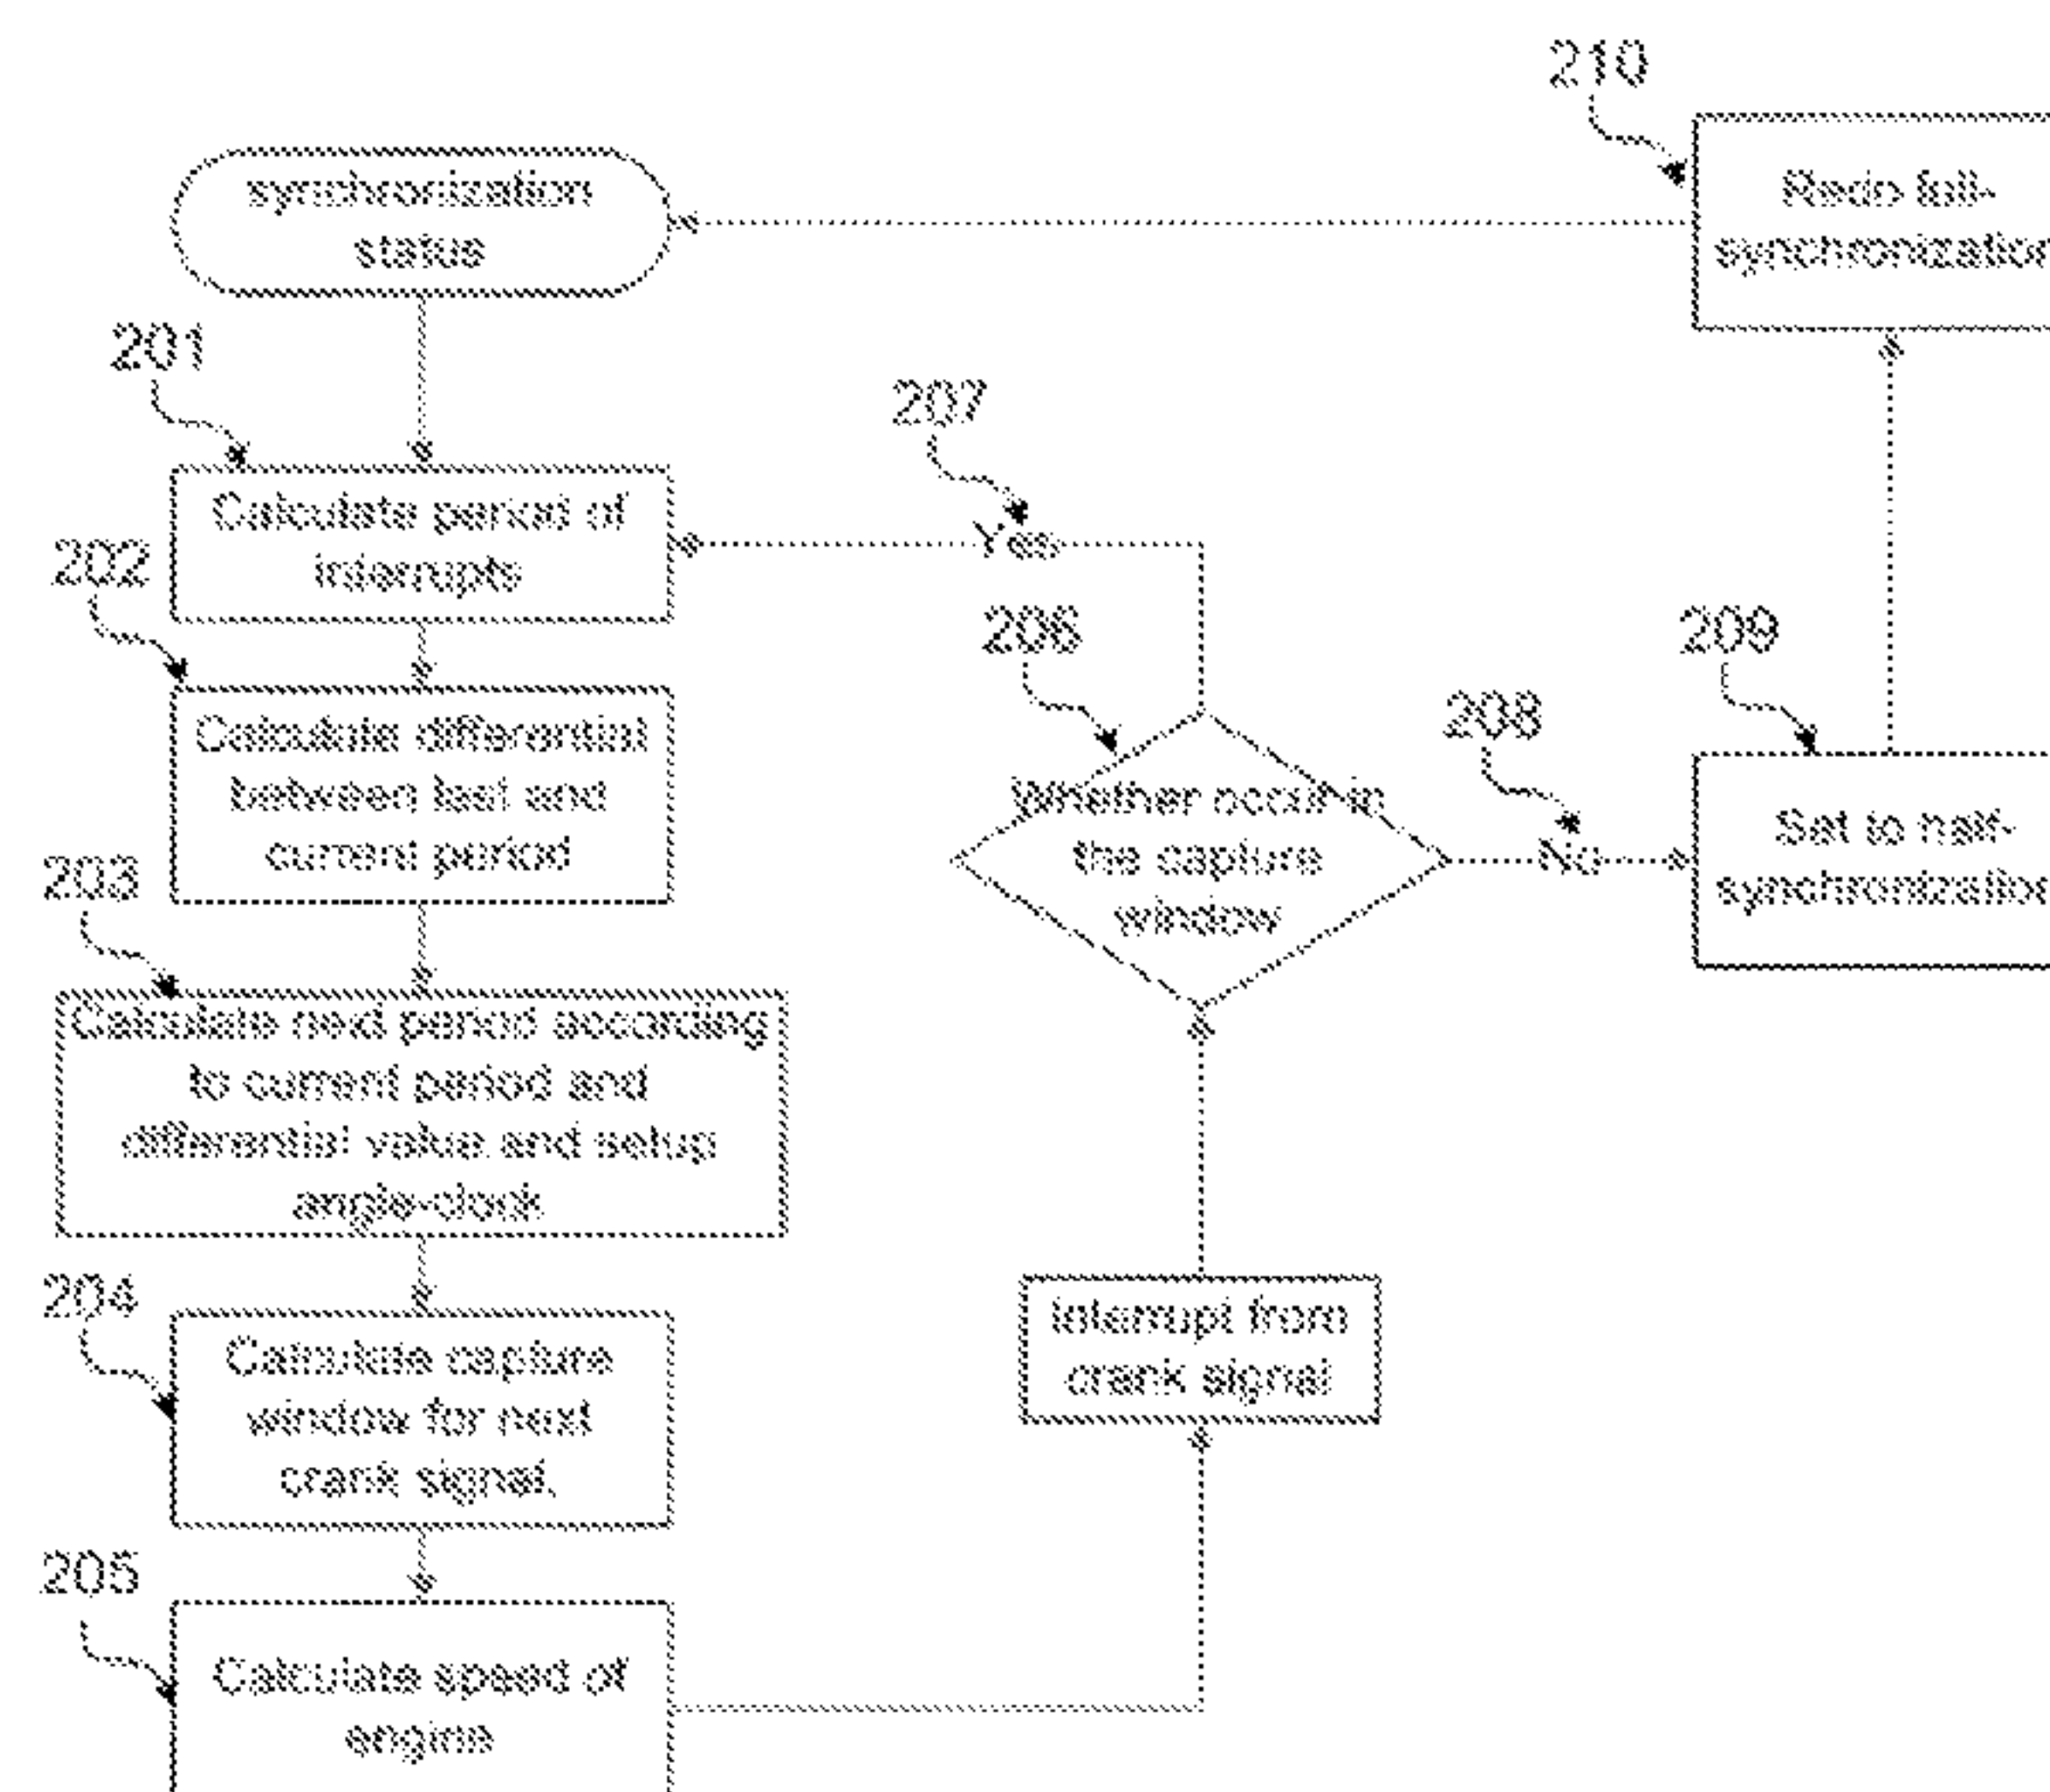 210
synchronization
status
Redo full-
synchronization
201
Calculate period of
interrupts
207
Yes
202
Calculate differential
between last and
current period
206
Whether occur in
the capture
window
208
No
209
Set to half-
synchronization
203
Calculate next period according
to current period and
differential value and setup
angle-clock
204
Calculate capture
window for next
crank signal.
interrupt from
crank signal
205
Calculate speed of
engine